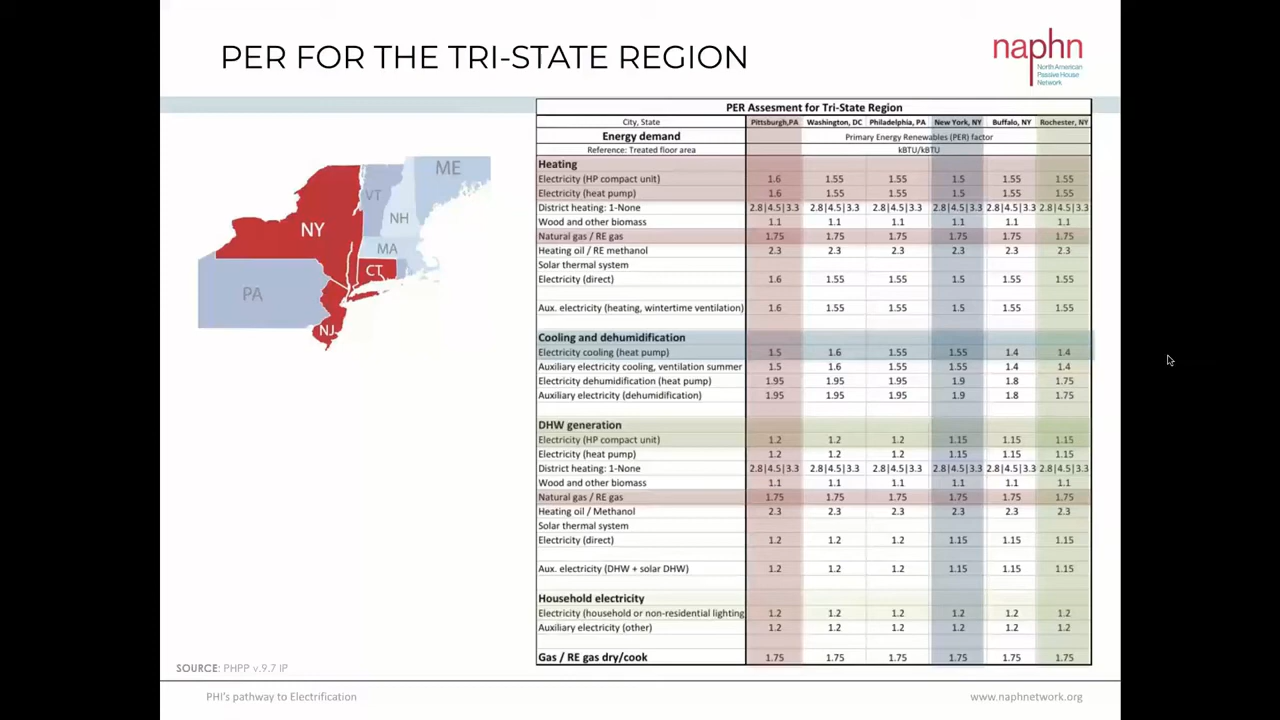 PER FOR THE TRI-STATE REGION
naphn
North American
Passive House
Network
ME
VT
NH
NY
MA
CT
PA
NJ
PER Assesment for Tri-State Region
City, State Pittsburgh,PA Washington, DC Philadelphia, PA New York, NY Buffalo, NY Rochester, NY
Energy demand Primary Energy Renewables (PER) factor
Reference: Treated floor area kBTU/kBTU
Heating
Electricity (HP compact unit) 1.6 1.55 1.55 1.5 1.55 1.55
Electricity (heat pump) 1.6 1.55 1.55 1.5 1.55 1.55
District heating: 1-None 2.8|4.5|3.3 2.8|4.5|3.3 2.8|4.5|3.3 2.8|4.5|3.3 2.8|4.5|3.3 2.8|4.5|3.3
Wood and other biomass 1.1 1.1 1.1 1.1 1.1 1.1
Natural gas / RE gas 1.75 1.75 1.75 1.75 1.75 1.75
Heating oil / RE methanol 2.3 2.3 2.3 2.3 2.3 2.3
Solar thermal system
Electricity (direct) 1.6 1.55 1.55 1.5 1.55 1.55
Aux. electricity (heating, wintertime ventilation) 1.6 1.55 1.55 1.5 1.55 1.55
Cooling and dehumidification
Electricity cooling (heat pump) 1.5 1.6 1.55 1.55 1.4 1.4
Auxiliary electricity cooling, ventilation summer 1.5 1.6 1.55 1.55 1.4 1.4
Electricity dehumidification (heat pump) 1.95 1.95 1.95 1.9 1.8 1.75
Auxiliary electricity (dehumidification) 1.95 1.95 1.95 1.9 1.8 1.75
DHW generation
Electricity (HP compact unit) 1.2 1.2 1.2 1.15 1.15 1.15
Electricity (heat pump) 1.2 1.2 1.2 1.15 1.15 1.15
District heating: 1-None 2.8|4.5|3.3 2.8|4.5|3.3 2.8|4.5|3.3 2.8|4.5|3.3 2.8|4.5|3.3 2.8|4.5|3.3
Wood and other biomass 1.1 1.1 1.1 1.1 1.1 1.1
Natural gas / RE gas 1.75 1.75 1.75 1.75 1.75 1.75
Heating oil / Methanol 2.3 2.3 2.3 2.3 2.3 2.3
Solar thermal system
Electricity (direct) 1.2 1.2 1.2 1.15 1.15 1.15
Aux. electricity (DHW + solar DHW) 1.2 1.2 1.2 1.15 1.15 1.15
Household electricity
Electricity (household or non-residential lighting 1.2 1.2 1.2 1.2 1.2 1.2
Auxiliary electricity (other) 1.2 1.2 1.2 1.2 1.2 1.2
Gas / RE gas dry/cook 1.75 1.75 1.75 1.75 1.75 1.75
SOURCE: PHPP v.9.7 IP
PHI's pathway to Electrification
www.naphnetwork.org